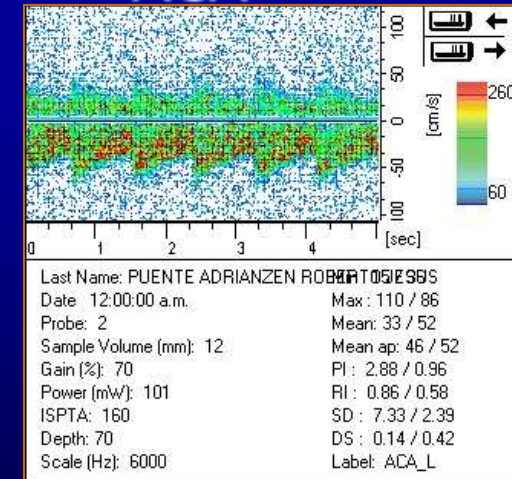 100
50
0
-50
-100
[cm/s]
260
60
0 1 2 3 4 [sec]
Last Name: PUENTE ADRIANZEN
Date 12:00:00 a.m.
Max : 110 / 86
Probe: 2
Mean: 33 / 52
Sample Volume (mm): 12
Mean ap: 46 / 52
Gain (%): 70
PI : 2.88 / 0.96
Power (mW): 101
RI : 0.86 / 0.58
ISPTA: 160
SD : 7.33 / 2.39
Depth: 70
DS : 0.14 / 0.42
Scale (Hz): 6000
Label: ACA_L